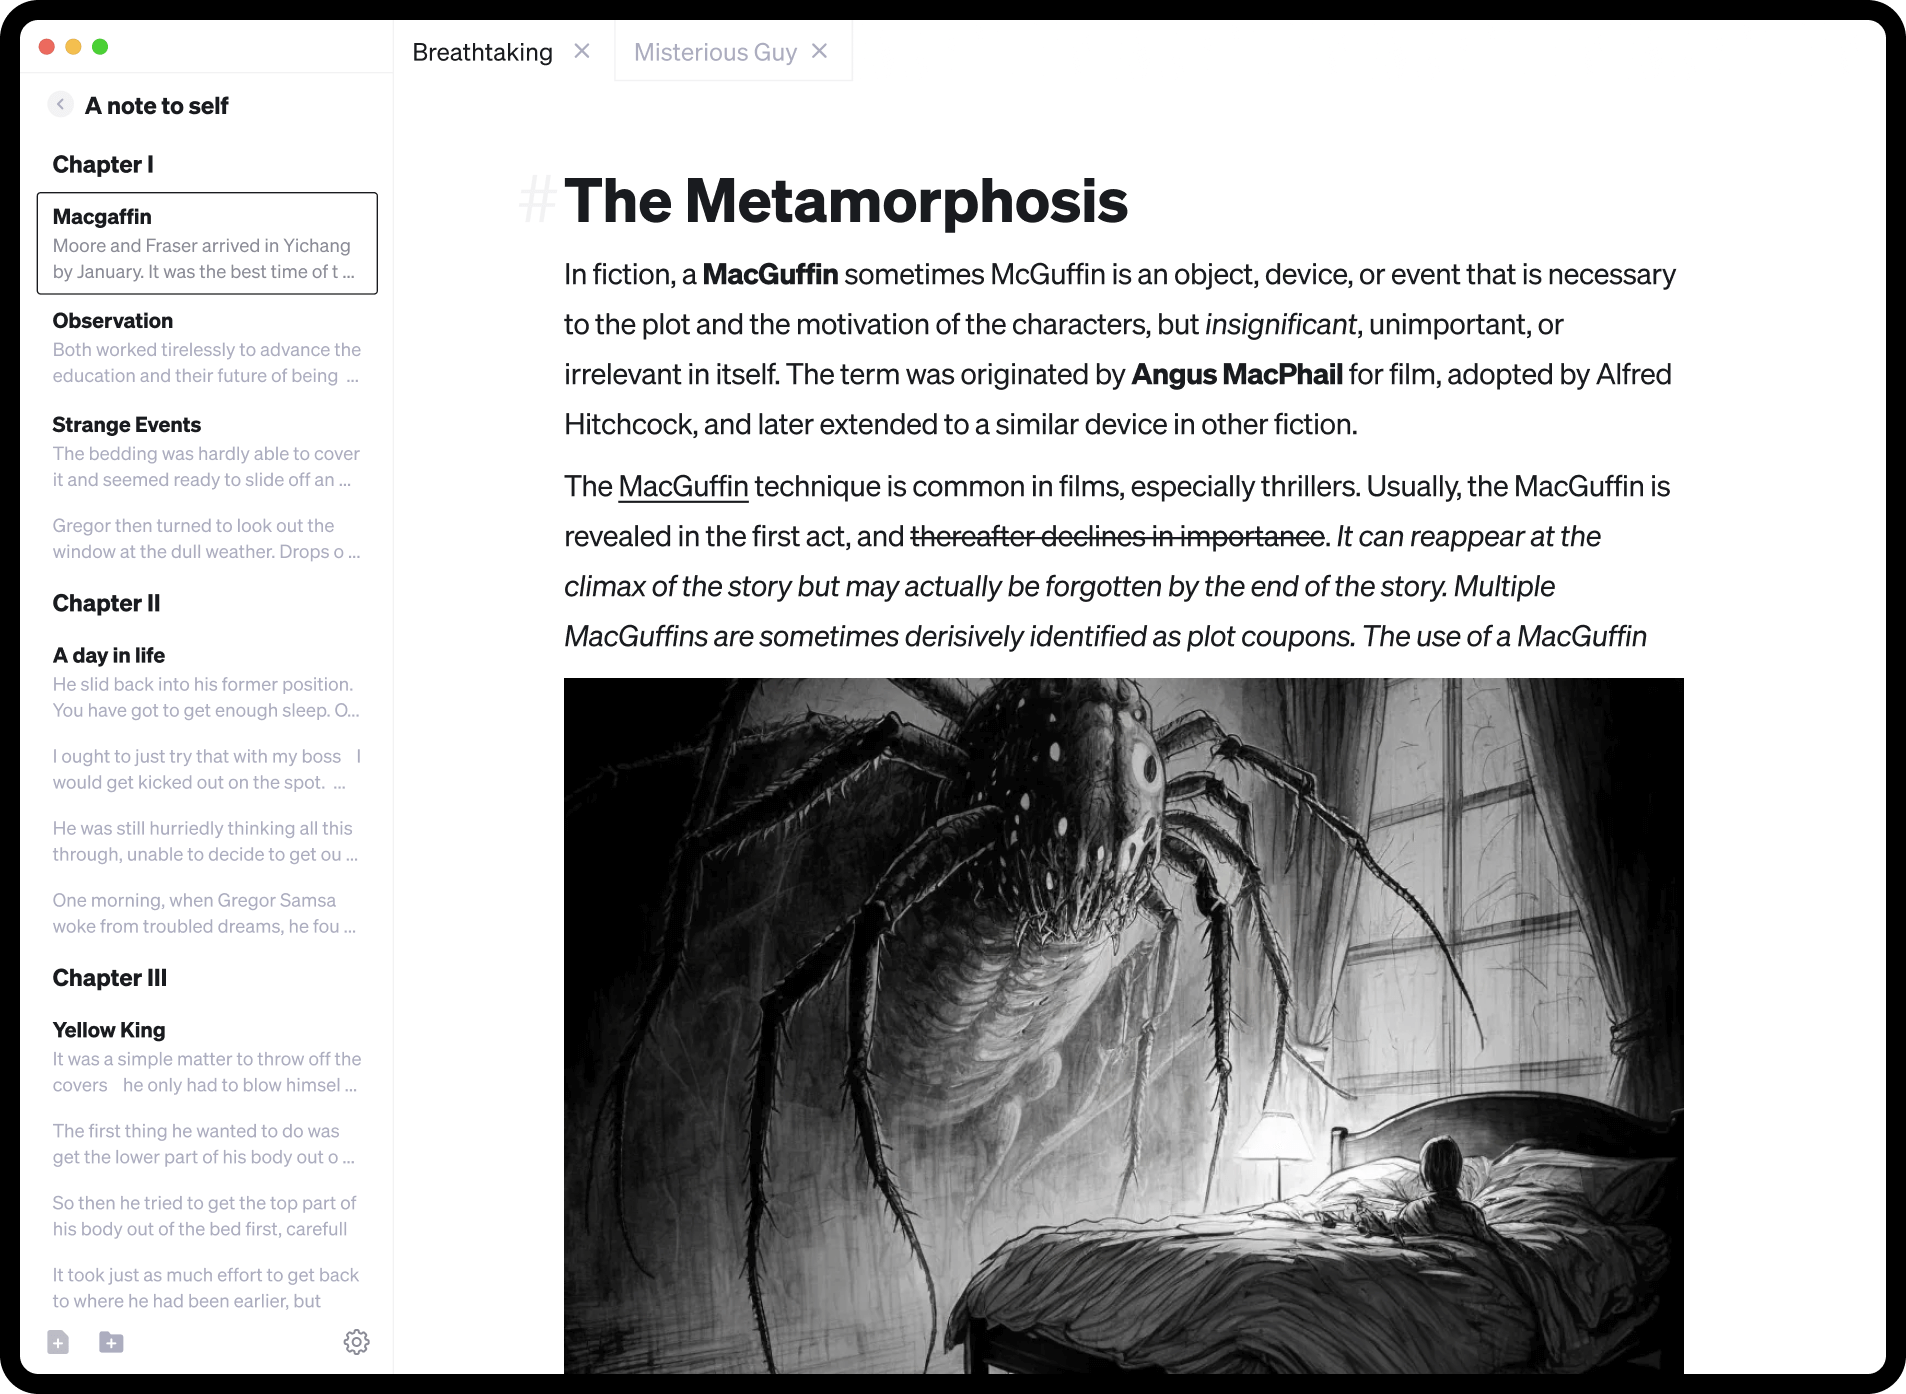 A note to self
Chapter I
Macgaffin
Moore and Fraser arrived in Yichang
by January. It was the best time of t ...
Observation
Both worked tirelessly to advance the
education and their future of being ...
Strange Events
The bedding was hardly able to cover
it and seemed ready to slide off an ...
Gregor then turned to look out the
window at the dull weather. Drops o ...
Chapter II
A day in life
He slid back into his former position.
You have got to get enough sleep. O...
I ought to just try that with my boss I
would get kicked out on the spot. ...
He was still hurriedly thinking all this
through, unable to decide to get ou ...
One morning, when Gregor Samsa
woke from troubled dreams, he fou ...
Chapter III
Yellow King
It was a simple matter to throw off the
covers he only had to blow himsel ...
The first thing he wanted to do was
get the lower part of his body out o ...
So then he tried to get the top part of
his body out of the bed first, carefull
It took just as much effort to get back
to where he had been earlier, but
Breathtaking
Misterious Guy
# The Metamorphosis
In fiction, a MacGuffin sometimes McGuffin is an object, device, or event that is necessary
to the plot and the motivation of the characters, but insignificant, unimportant, or
irrelevant in itself. The term was originated by Angus MacPhail for film, adopted by Alfred
Hitchcock, and later extended to a similar device in other fiction.
The MacGuffin technique is common in films, especially thrillers. Usually, the MacGuffin is
revealed in the first act, and thereafter declines in importance. It can reappear at the
climax of the story but may actually be forgotten by the end of the story. Multiple
MacGuffins are sometimes derisively identified as plot coupons. The use of a MacGuffin